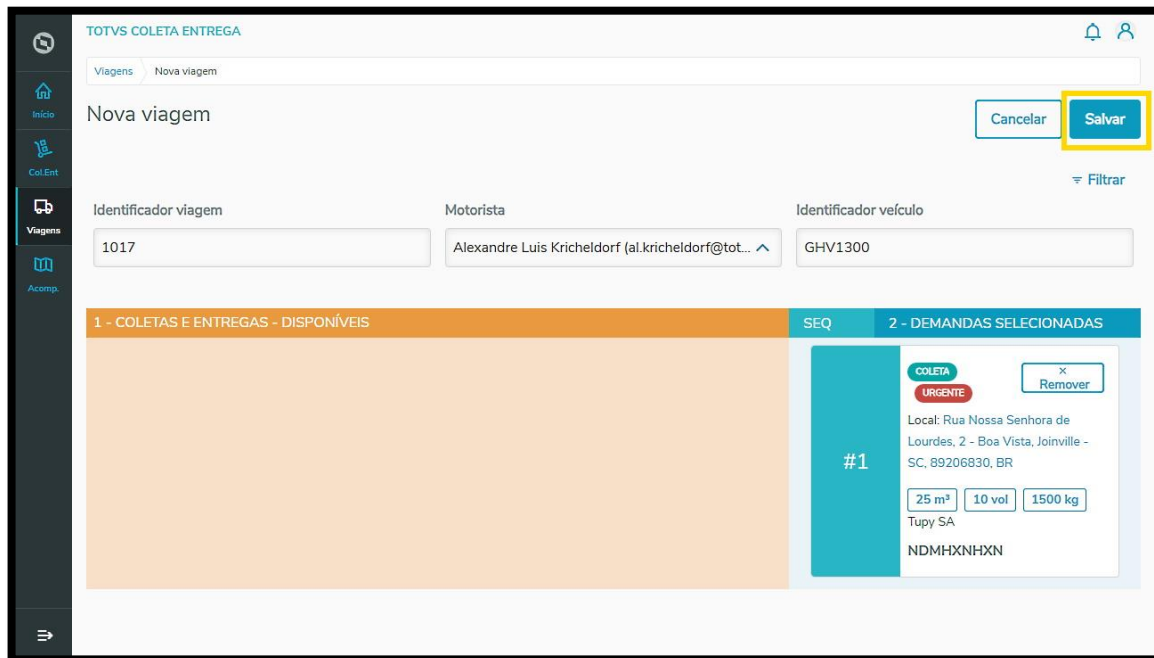 TOTVS COLETA ENTREGA
Viagens
Nova viagem
Início
Nova viagem
Cancelar
Salvar
Col.Ent
Filtrar
Viagens
Identificador viagem
Motorista
Identificador veículo
1017
Alexandre Luis Kricheldorf (al.kricheldorf@tot...
GHV1300
Acomp.
1 - COLETAS E ENTREGAS - DISPONÍVEIS
SEQ
2 - DEMANDAS SELECIONADAS
#1
COLETA
URGENTE
×
Remover
Local: Rua Nossa Senhora de
Lourdes, 2 - Boa Vista, Joinville -
SC, 89206830, BR
25 m³
10 vol
1500 kg
Tupy SA
NDMHXNHXN